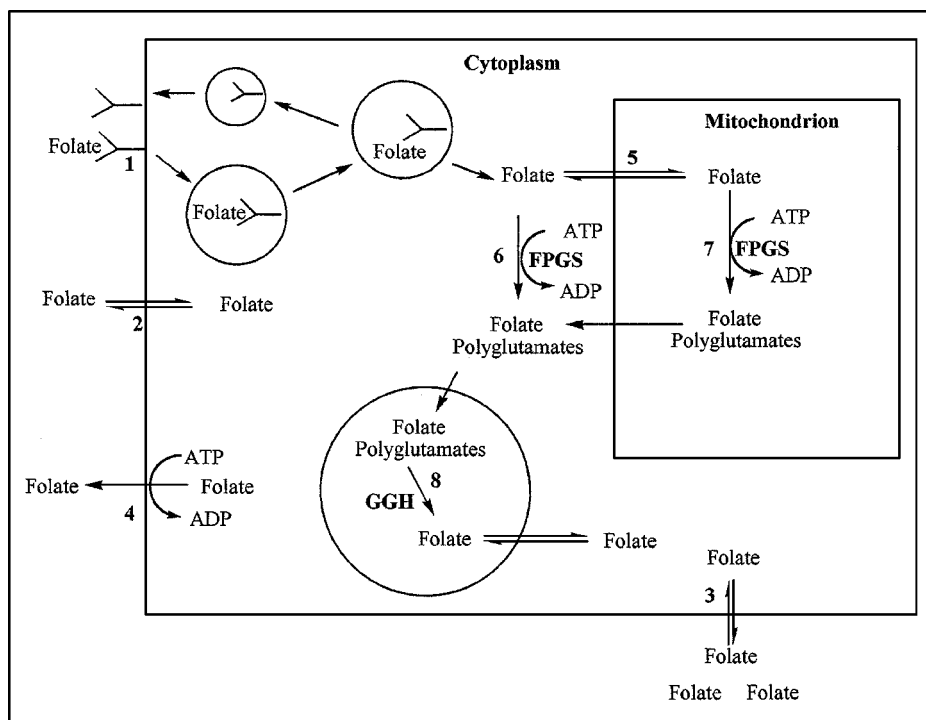 Cytoplasm
Mitochondrion
Folate
1
Folate
Folate
Folate
5
Folate
6
ATP
FPGS
ADP
7
ATP
FPGS
ADP
Folate
2
Folate
Folate
Polyglutamates
Folate
Polyglutamates
Folate
Polyglutamates
8
GGH
Folate
Folate
Folate
4
ATP
Folate
ADP
Folate
3
Folate
Folate Folate